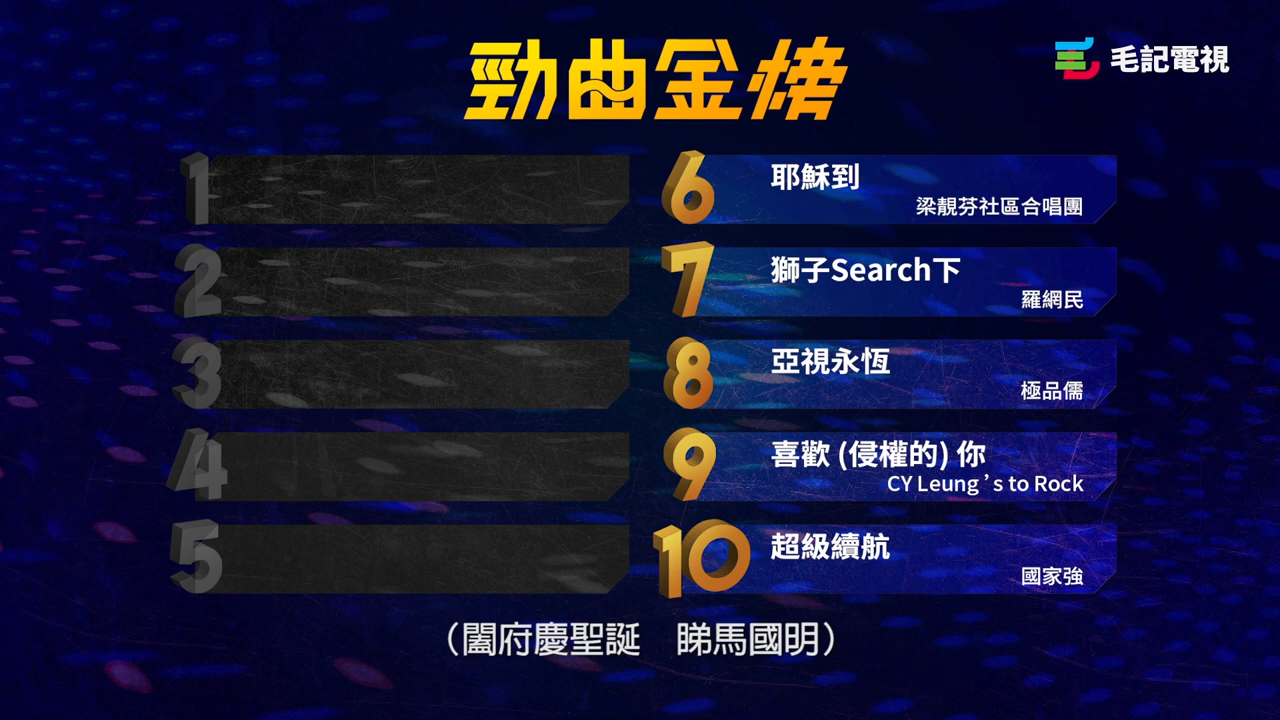 勁曲金榜
毛記電視
1
2
3
4
5
6
耶穌到
梁靚芬社區合唱團
7
獅子Search下
羅網民
8
亞視永恆
極品儒
9
喜歡 (侵權的) 你
CY Leung ’ s to Rock
10
超級續航
國家強
（闔府慶聖誕　睇馬國明）